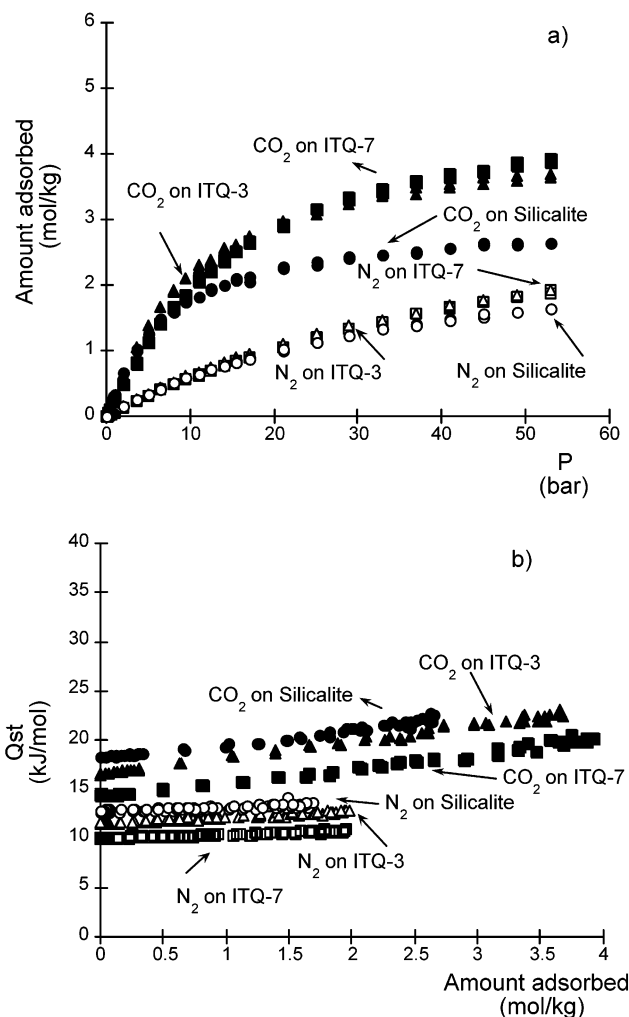 a)
6
5
4
3
2
1
0
Amount adsorbed
(mol/kg)
CO2 on ITQ-7
CO2 on ITQ-3
CO2 on Silicalite
N2 on ITQ-7
N2 on ITQ-3
N2 on Silicalite
0 10 20 30 40 50 60
P
(bar)
b)
40
35
30
25
20
15
10
5
0
Qst
(kJ/mol)
CO2 on ITQ-3
CO2 on Silicalite
CO2 on ITQ-7
N2 on Silicalite
N2 on ITQ-3
N2 on ITQ-7
0 0.5 1 1.5 2 2.5 3 3.5 4
Amount adsorbed
(mol/kg)